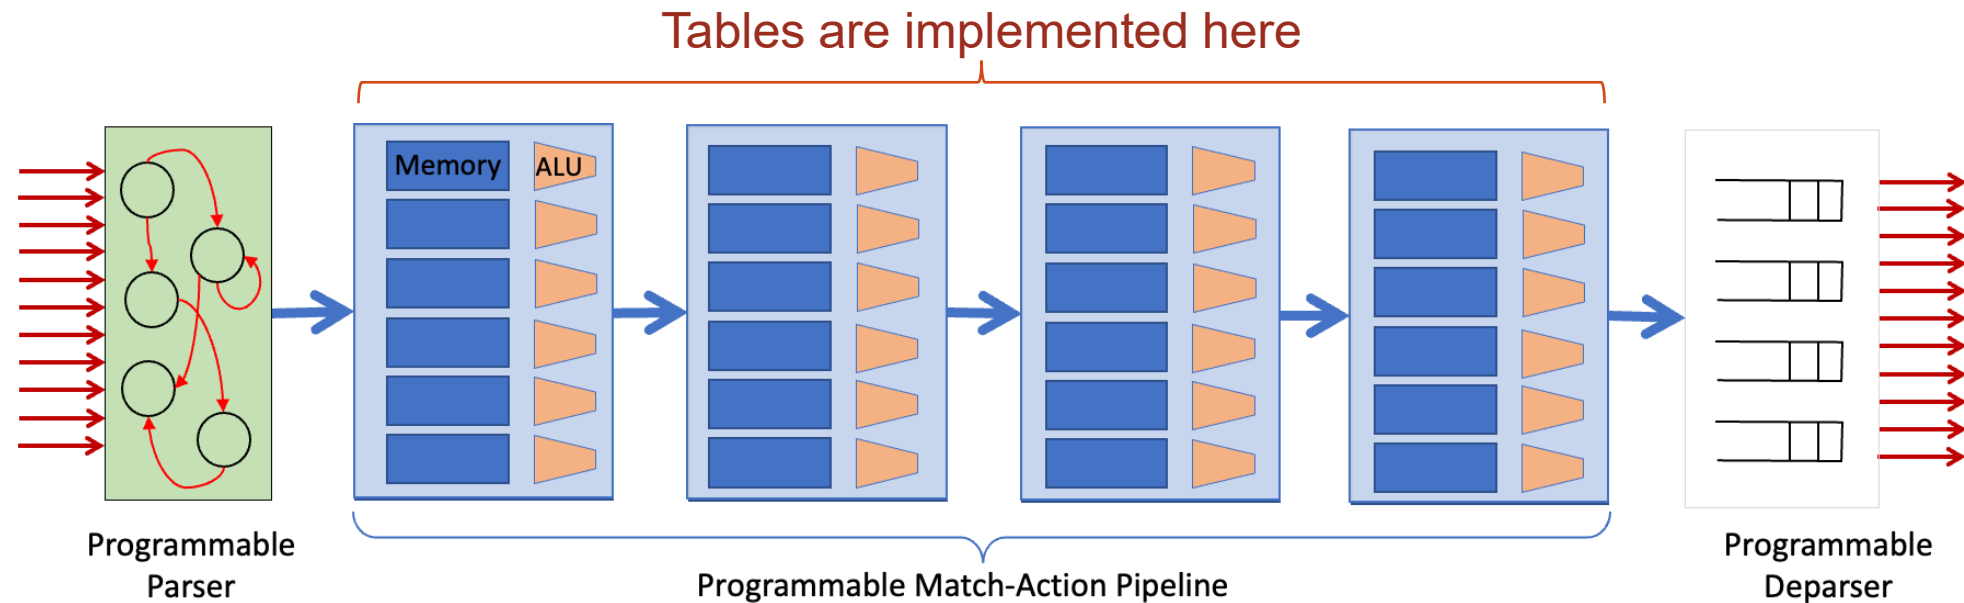 Tables are implemented here
Memory
ALU
Programmable
Parser
Programmable Match-Action Pipeline
Programmable
Deparser